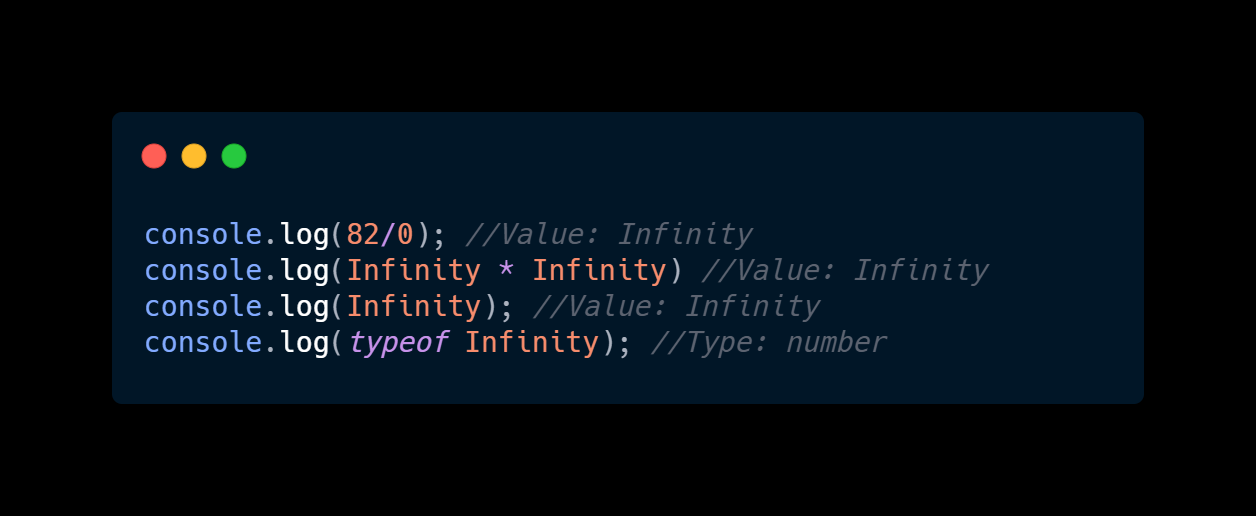 console.log(82/0); //Value: Infinity
console.log(Infinity * Infinity) //Value: Infinity
console.log(Infinity); //Value: Infinity
console.log(typeof Infinity); //Type: number